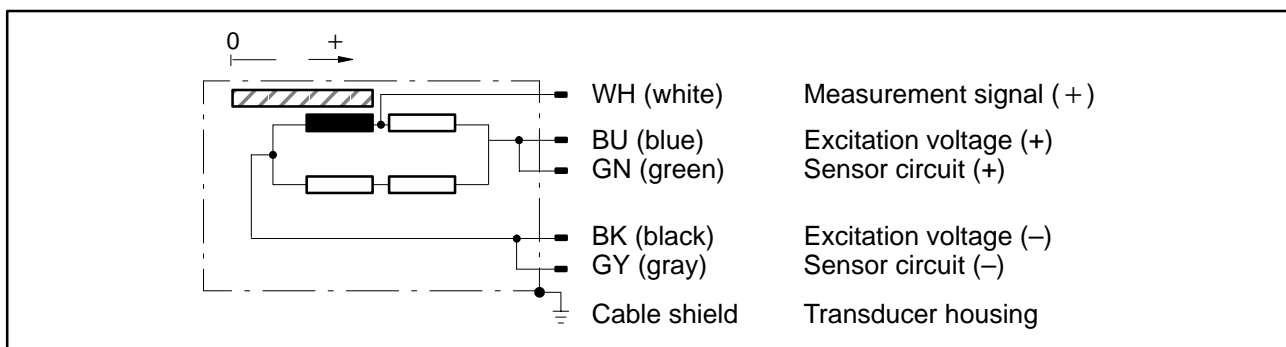 0 +
WH (white) Measurement signal (+)
BU (blue) Excitation voltage (+)
GN (green) Sensor circuit (+)
BK (black) Excitation voltage (–)
GY (gray) Sensor circuit (–)
Cable shield Transducer housing